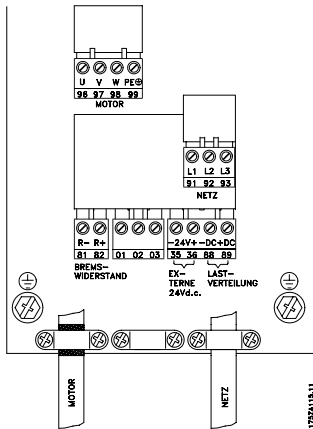 U V W PE
96 97 98 99
MOTOR
L1 L2 L3
91 92 93
NETZ
R- R+ -24V+ -DC+DC
81 82 01 02 03 35 36 88 89
BREMS-
WIDERSTAND
EX-
TERNE
24Vd.c.
LAST-
VERTEILUNG
MOTOR
NETZ
175ZA115.11